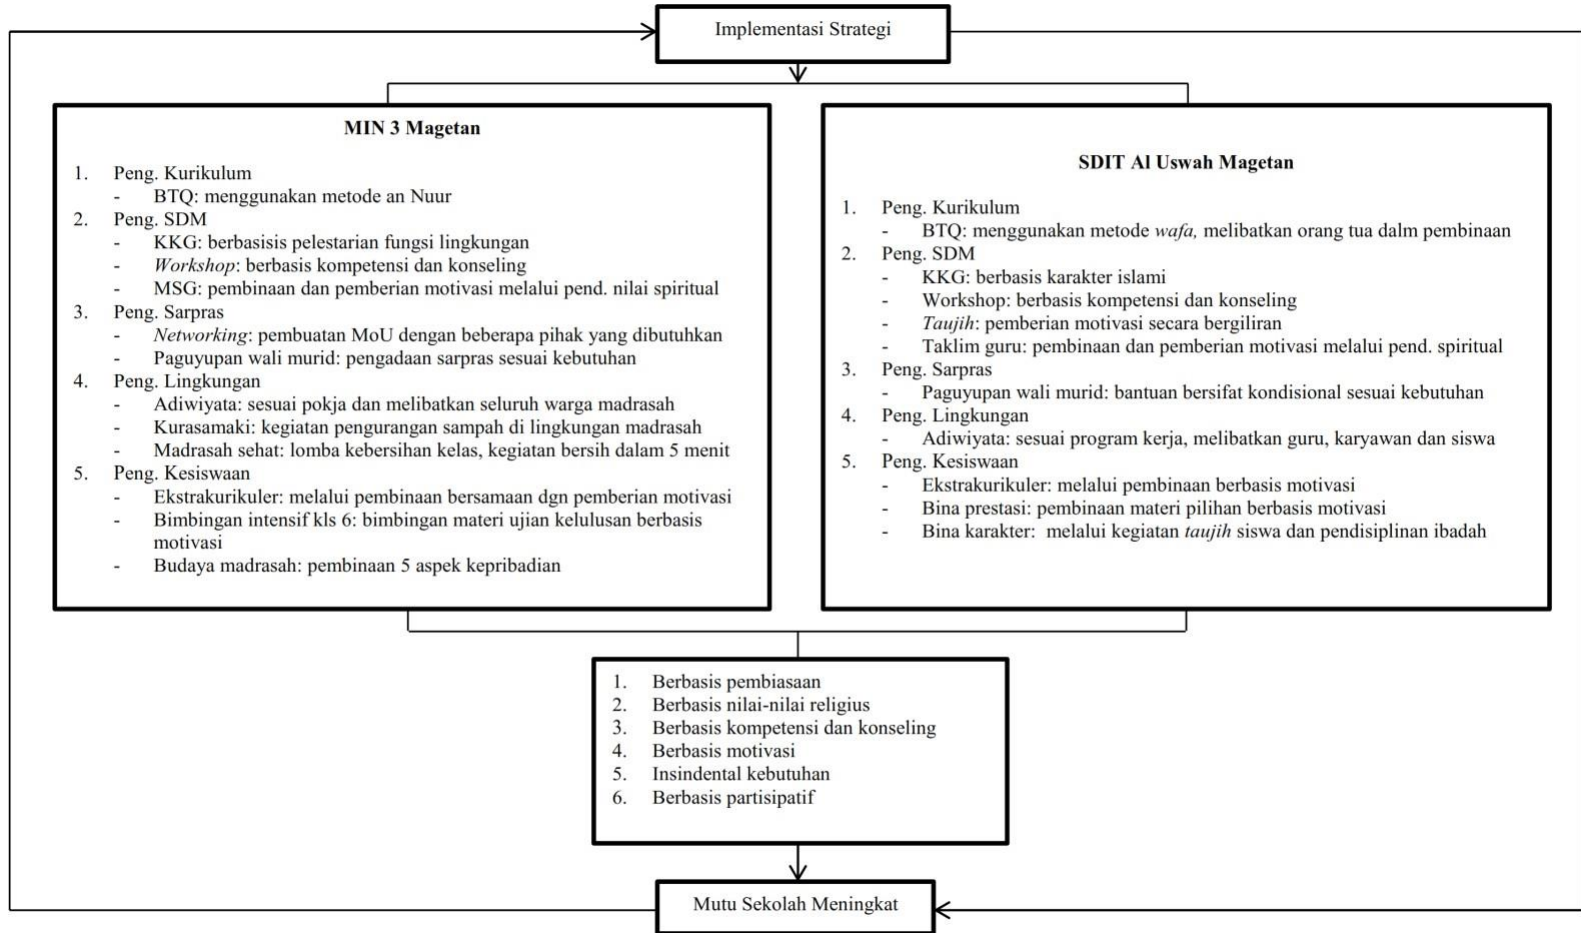 Implementasi Strategi
MIN 3 Magetan
1. Peng. Kurikulum
- BTQ: menggunakan metode an Nuur
2. Peng. SDM
- KKG: berbasisis pelestarian fungsi lingkungan
- Workshop: berbasis kompetensi dan konseling
- MSG: pembinaan dan pemberian motivasi melalui pend. nilai spiritual
3. Peng. Sarpras
- Networking: pembuatan MoU dengan beberapa pihak yang dibutuhkan
- Paguyupan wali murid: pengadaan sarpras sesuai kebutuhan
4. Peng. Lingkungan
- Adiwiyata: sesuai pokja dan melibatkan seluruh warga madrasah
- Kurasamaki: kegiatan pengurangan sampah di lingkungan madrasah
- Madrasah sehat: lomba kebersihan kelas, kegiatan bersih dalam 5 menit
5. Peng. Kesiswaan
- Ekstrakurikuler: melalui pembinaan bersamaan dgn pemberian motivasi
- Bimbingan intensif kls 6: bimbingan materi ujian kelulusan berbasis
motivasi
- Budaya madrasah: pembinaan 5 aspek kepribadian
SDIT Al Uswah Magetan
1. Peng. Kurikulum
- BTQ: menggunakan metode wafa, melibatkan orang tua dalm pembinaan
2. Peng. SDM
- KKG: berbasis karakter islami
- Workshop: berbasis kompetensi dan konseling
- Taujih: pemberian motivasi secara bergiliran
- Taklim guru: pembinaan dan pemberian motivasi melalui pend. spiritual
3. Peng. Sarpras
- Paguyupan wali murid: bantuan bersifat kondisional sesuai kebutuhan
4. Peng. Lingkungan
- Adiwiyata: sesuai program kerja, melibatkan guru, karyawan dan siswa
5. Peng. Kesiswaan
- Ekstrakurikuler: melalui pembinaan berbasis motivasi
- Bina prestasi: pembinaan materi pilihan berbasis motivasi
- Bina karakter: melalui kegiatan taujih siswa dan pendisiplinan ibadah
1. Berbasis pembiasaan
2. Berbasis nilai-nilai religius
3. Berbasis kompetensi dan konseling
4. Berbasis motivasi
5. Insindental kebutuhan
6. Berbasis partisipatif
Mutu Sekolah Meningkat